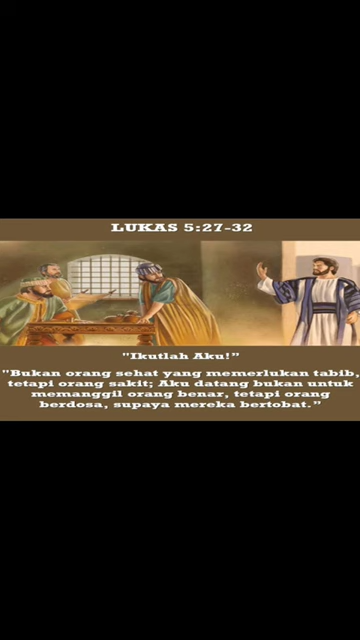 LUKAS 5:27-32
"Ikutlah Aku!"
"Bukan orang sehat yang memerlukan tabib,
tetapi orang sakit; Aku datang bukan untuk
memanggil orang benar, tetapi orang
berdosa, supaya mereka bertobat."